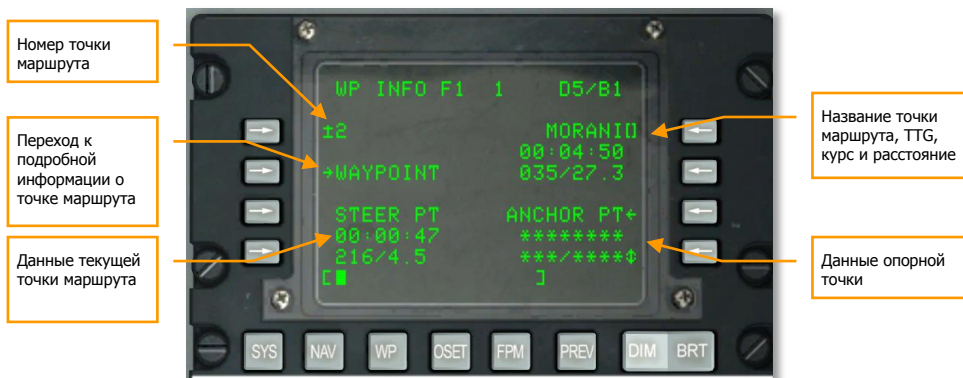 Номер точки
маршрута
Переход к
подробной
информации о
точке маршрута
Данные текущей
точки маршрута
WP INFO F1 1 D5/B1
±2 MORANI[]
00:04:50
→WAYPOINT 035/27.3
STEER PT ANCHOR PT←
00:00:47 ********
216/4.5 ***/****↕
[█ ]
SYS NAV WP OSET FPM PREV DIM BRT
Название точки
маршрута, TTG,
курс и расстояние
Данные опорной
точки